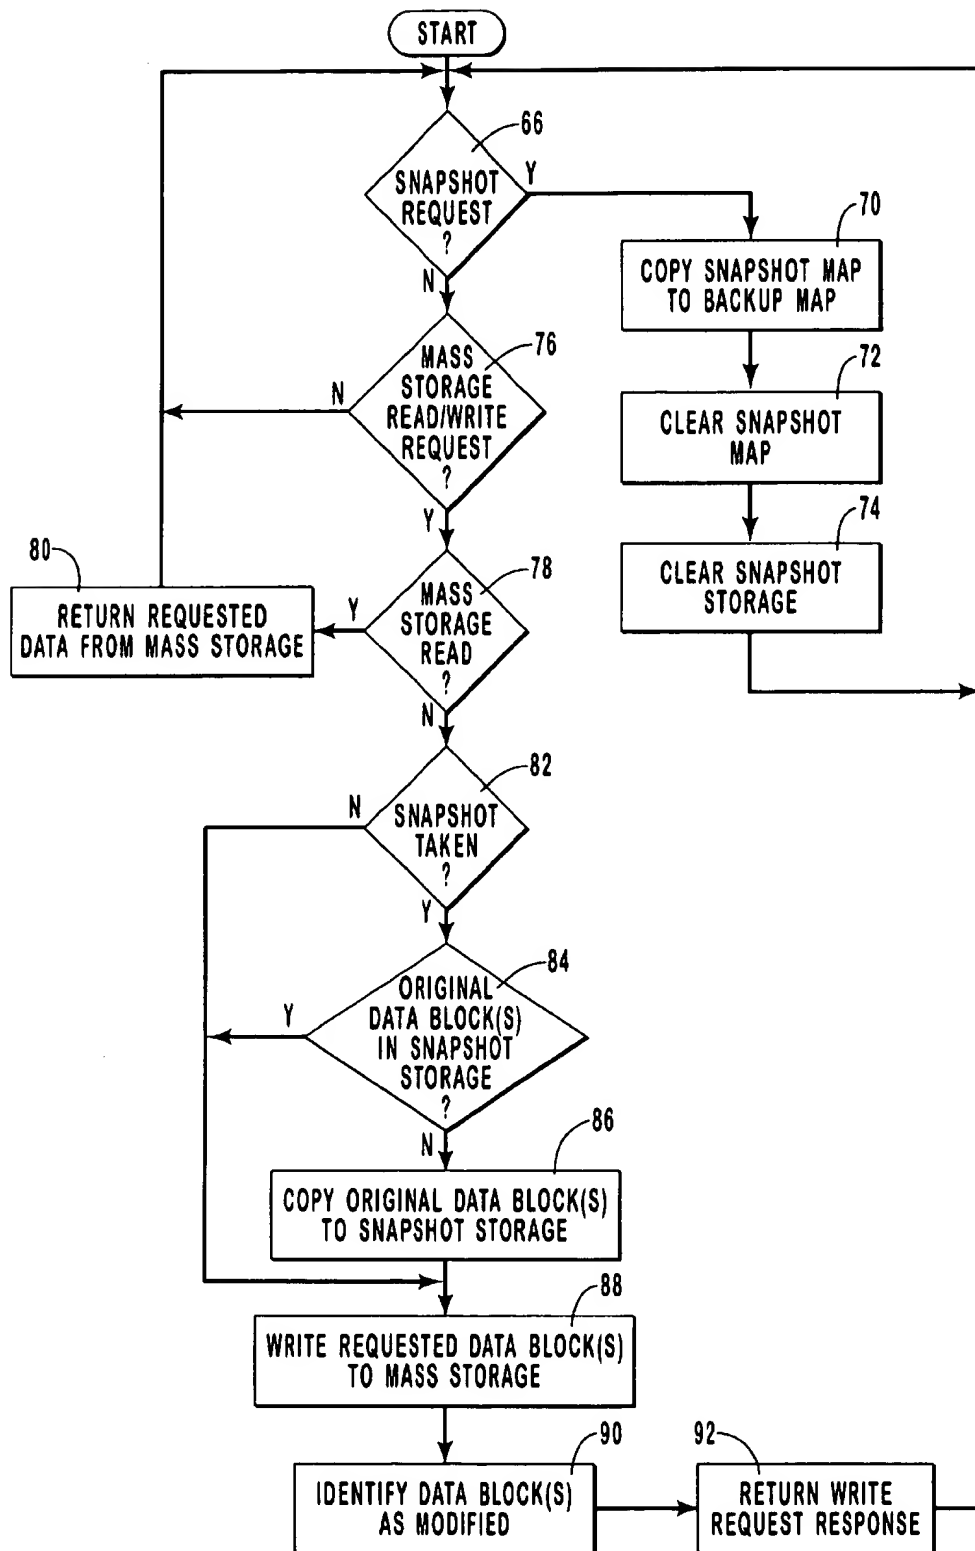 START
66
SNAPSHOT
REQUEST
?
Y
N
70
COPY SNAPSHOT MAP
TO BACKUP MAP
76
MASS
STORAGE
READ/WRITE
REQUEST
?
N
Y
72
CLEAR SNAPSHOT
MAP
74
CLEAR SNAPSHOT
STORAGE
78
MASS
STORAGE
READ
?
Y
N
80
RETURN REQUESTED
DATA FROM MASS STORAGE
82
SNAPSHOT
TAKEN
?
N
Y
84
ORIGINAL
DATA BLOCK(S)
IN SNAPSHOT
STORAGE
?
Y
N
86
COPY ORIGINAL DATA BLOCK(S)
TO SNAPSHOT STORAGE
88
WRITE REQUESTED DATA BLOCK(S)
TO MASS STORAGE
90
IDENTIFY DATA BLOCK(S)
AS MODIFIED
92
RETURN WRITE
REQUEST RESPONSE